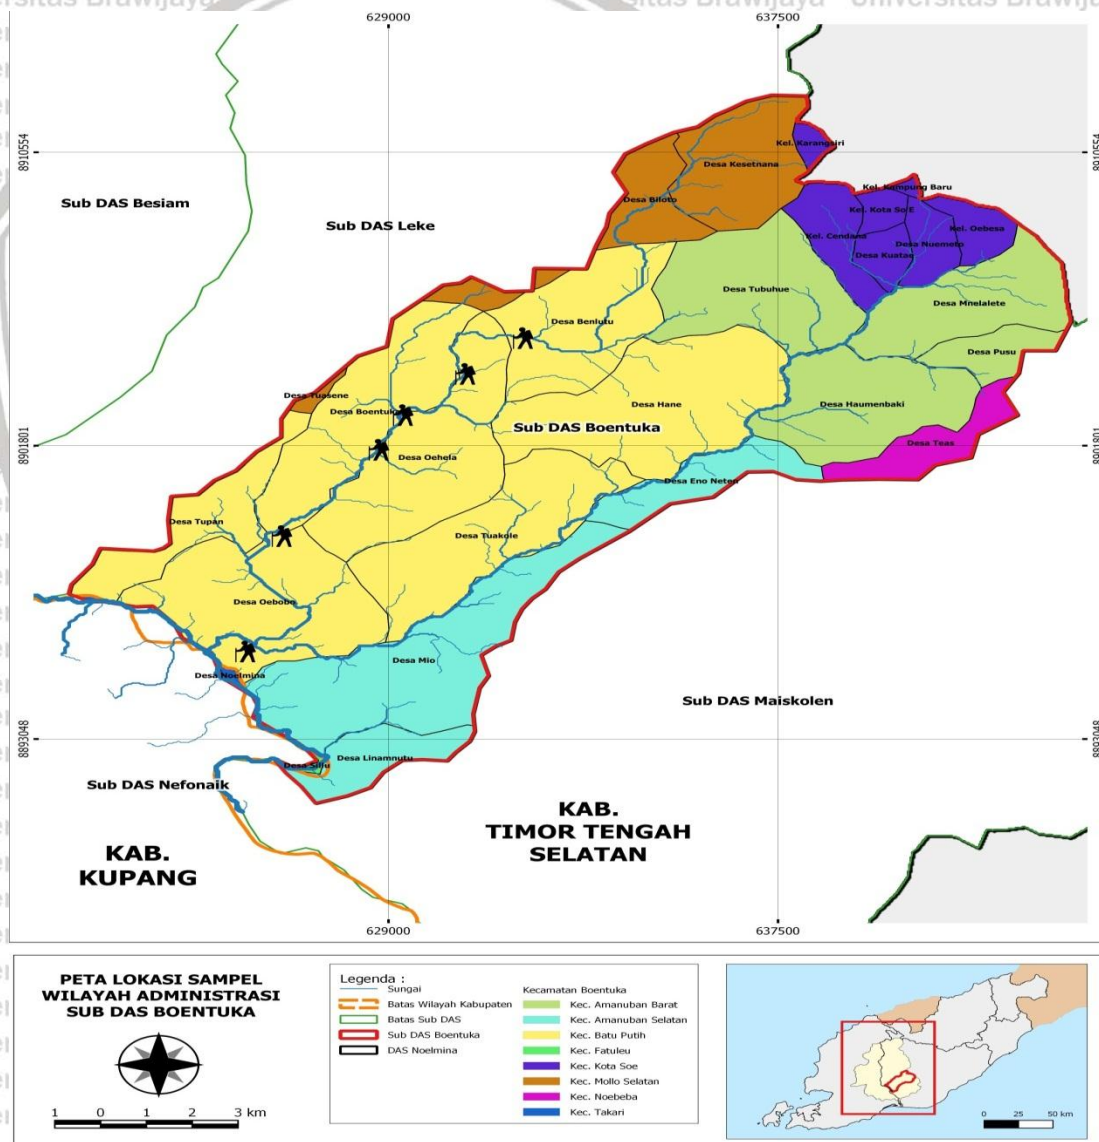 Universitas Brawijaya
629000
637500
8910554
8910554
Kel. Karangsiri
Desa Kesetnana
Kel. Kampung Baru
Sub DAS Besiam
Desa Biloto
Kel. Kota So'E
Sub DAS Leke
Kel. Oebesa
Kel. Cendana
Desa Nuemeto
Desa Kuatae
Desa Tubuhue
Desa Mnelalete
Desa Benlutu
Desa Pusu
Desa Tuasene
Desa Boentuka
Desa Hane
Desa Haumenbaki
Sub DAS Boentuka
8901801
8901801
Desa Oehela
Desa Teas
Desa Eno Neten
Desa Tupan
Desa Tuakole
Desa Oebobo
Desa Mio
Desa Noelmina
Sub DAS Maiskolen
8893048
8893048
Desa Linamnutu
Sub DAS Nefonaik
KAB.
TIMOR TENGAH
SELATAN
KAB.
KUPANG
629000
637500
PETA LOKASI SAMPEL
WILAYAH ADMINISTRASI
SUB DAS BOENTUKA
1 0 1 2 3 km
Legenda :
Sungai
Batas Wilayah Kabupaten
Batas Sub DAS
Sub DAS Boentuka
DAS Noelmina
Kecamatan Boentuka
Kec. Amanuban Barat
Kec. Amanuban Selatan
Kec. Batu Putih
Kec. Fatuleu
Kec. Kota Soe
Kec. Mollo Selatan
Kec. Noebeba
Kec. Takari
0 25 50 km